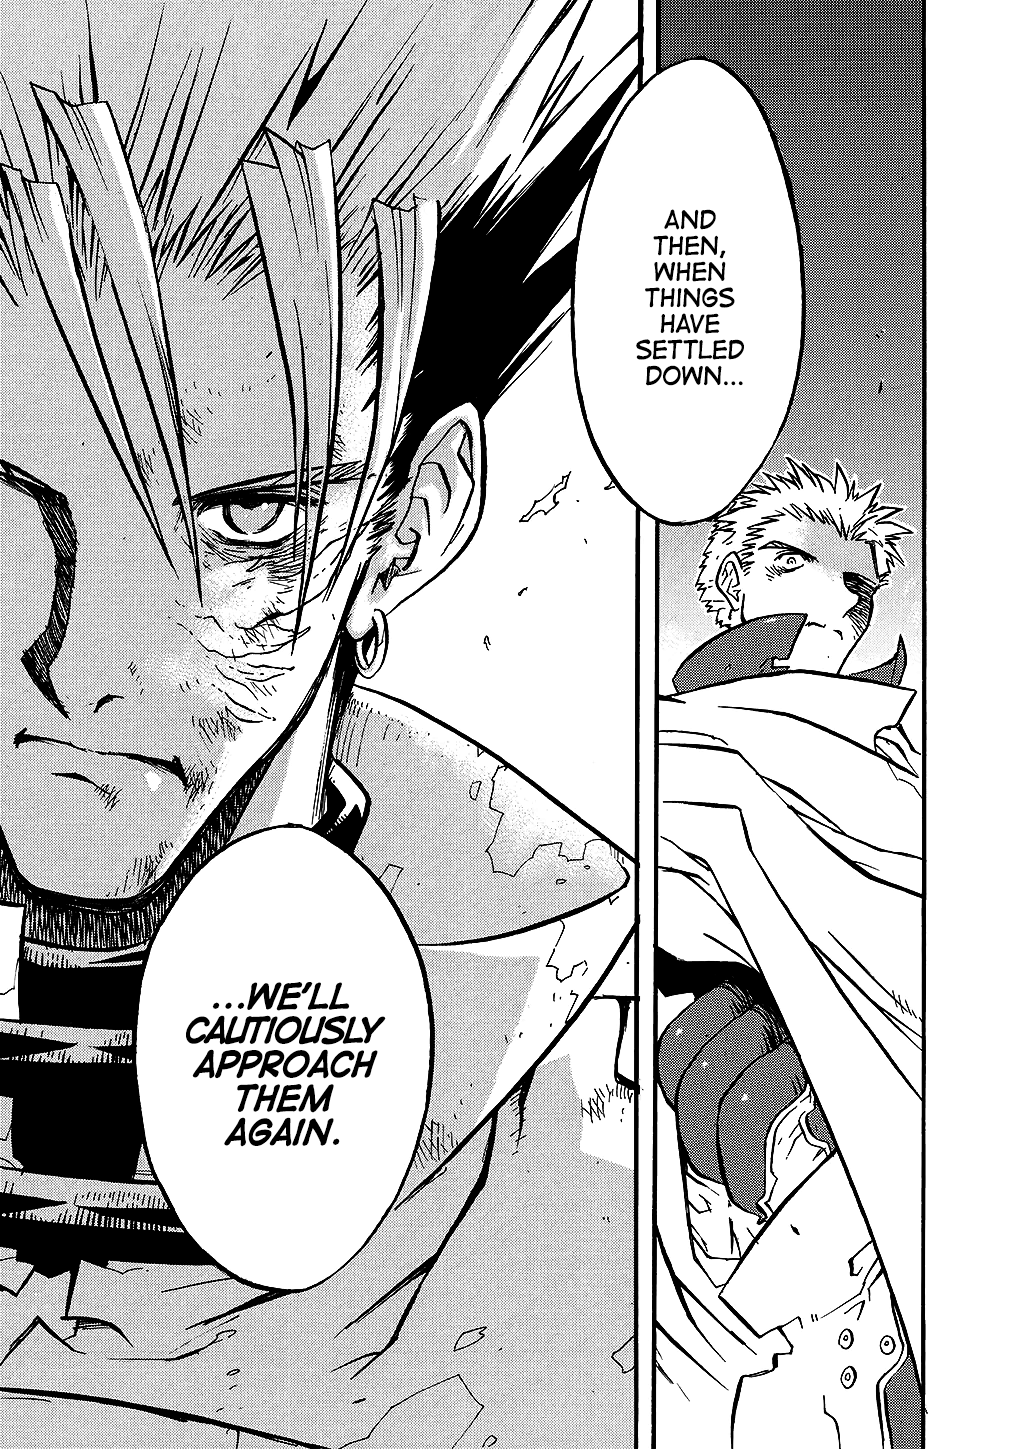 AND
THEN,
WHEN
THINGS
HAVE
SETTLED
DOWN...
...WE'LL
CAUTIOUSLY
APPROACH
THEM
AGAIN.